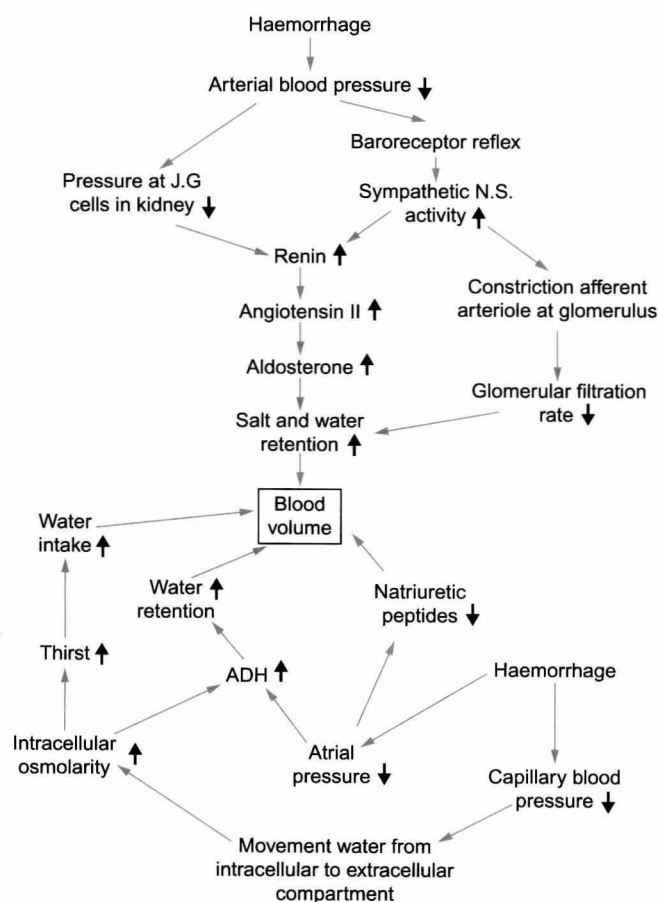 Haemorrhage
Arterial blood pressure ↓
Baroreceptor reflex
Pressure at J.G
cells in kidney ↓
Sympathetic N.S.
activity ↑
Renin ↑
Constriction afferent
arteriole at glomerulus
Angiotensin II ↑
Aldosterone ↑
Glomerular filtration
rate ↓
Salt and water
retention ↑
Blood
volume
Water
intake ↑
Water ↑
retention
Natriuretic
peptides ↓
Thirst ↑
ADH ↑
Haemorrhage
Intracellular
osmolarity ↑
Atrial
pressure ↓
Capillary blood
pressure ↓
Movement water from
intracellular to extracellular
compartment